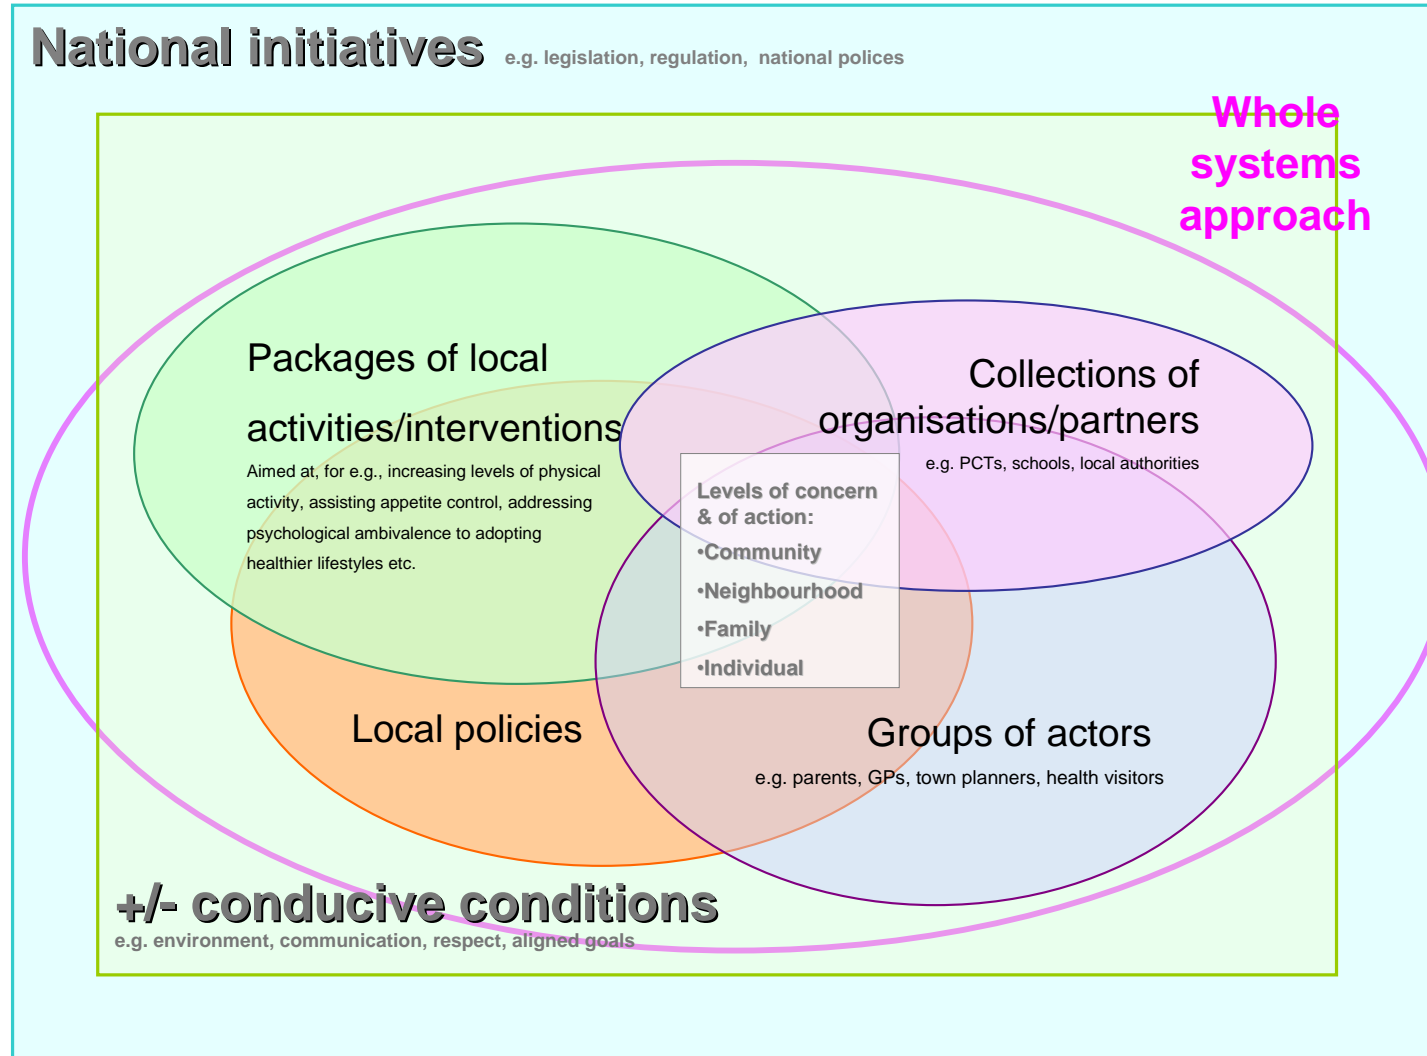 National initiatives e.g. legislation, regulation, national polices
Whole
systems
approach
Packages of local
activities/interventions
Aimed at, for e.g., increasing levels of physical
activity, assisting appetite control, addressing
psychological ambivalence to adopting
healthier lifestyles etc.
Collections of
organisations/partners
e.g. PCTs, schools, local authorities
Levels of concern
& of action:
•Community
•Neighbourhood
•Family
•Individual
Local policies
Groups of actors
e.g. parents, GPs, town planners, health visitors
+/- conducive conditions
e.g. environment, communication, respect, aligned goals